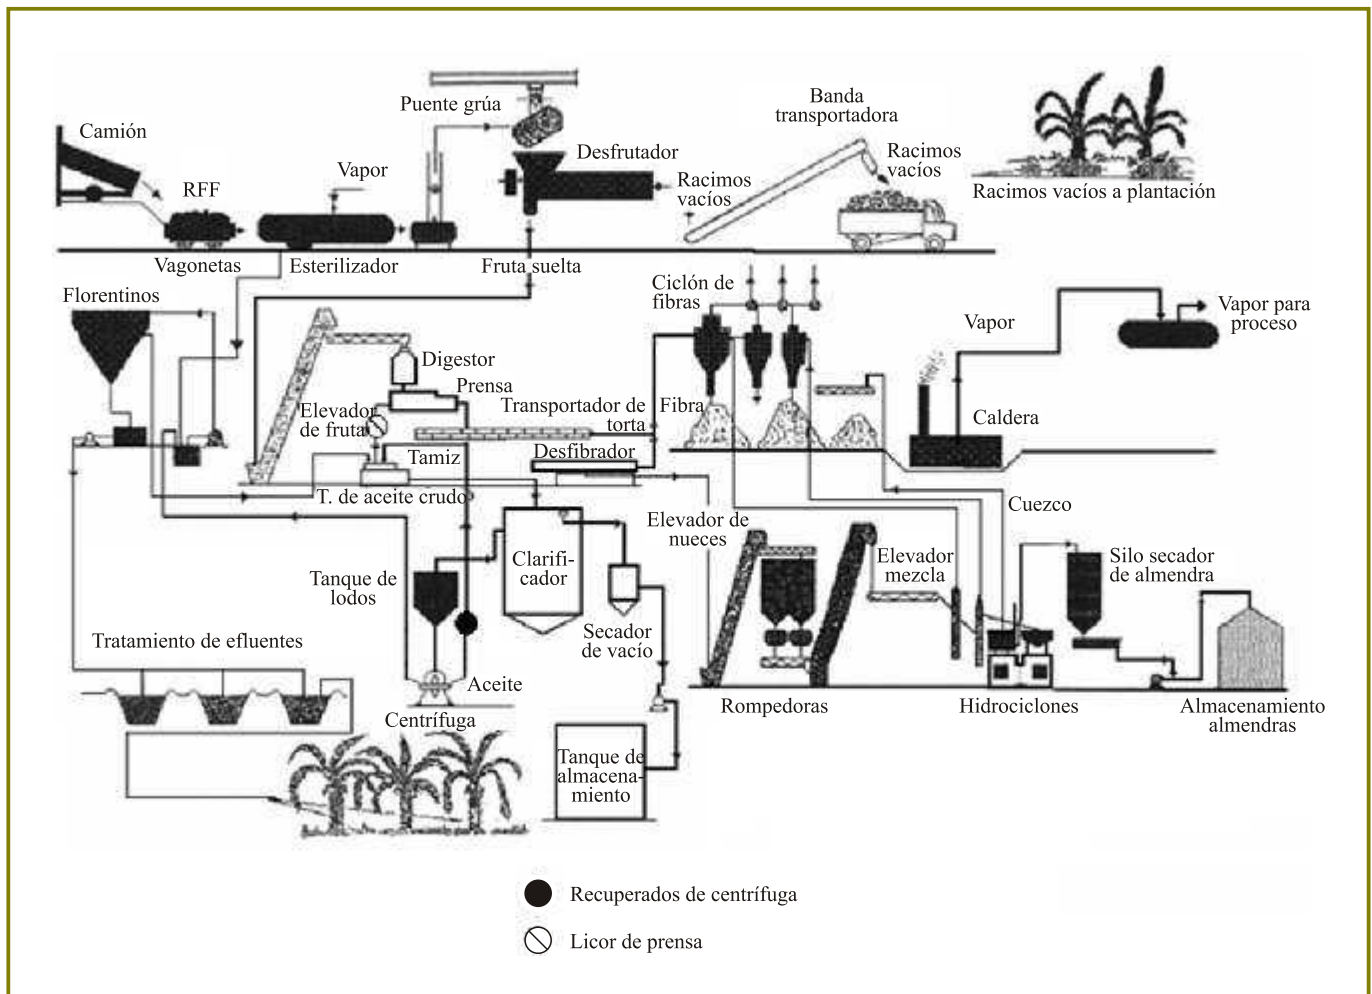 Puente grúa
Banda
transportadora
Camión
Desfrutador
Racimos
vacíos
Vapor
RFF
Racimos
vacíos
Racimos vacíos a plantación
Vagonetas
Esterilizador
Fruta suelta
Florentinos
Ciclón de
fibras
Vapor
Vapor para
proceso
Digestor
Prensa
Elevador
de fruta
Transportador de
torta
Fibra
Caldera
Tamiz
Desfibrador
T. de aceite crudo
Cuezco
Elevador de
nueces
Elevador
mezcla
Silo secador
de almendra
Clarifi-
cador
Tanque de
lodos
Secador
de vacío
Tratamiento de efluentes
Aceite
Centrífuga
Rompedoras
Hidrociclones
Almacenamiento
almendras
Tanque de
almacena-
miento
Recuperados de centrífuga
Licor de prensa